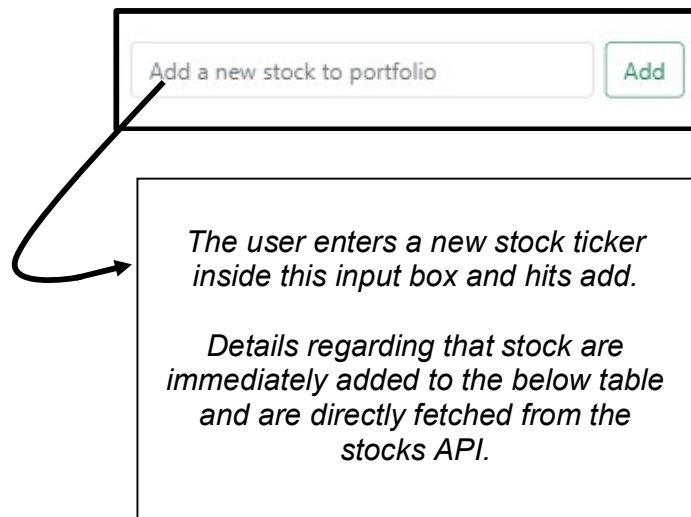 Add a new stock to portfolio
Add
The user enters a new stock ticker
inside this input box and hits add.
Details regarding that stock are
immediately added to the below table
and are directly fetched from the
stocks API.